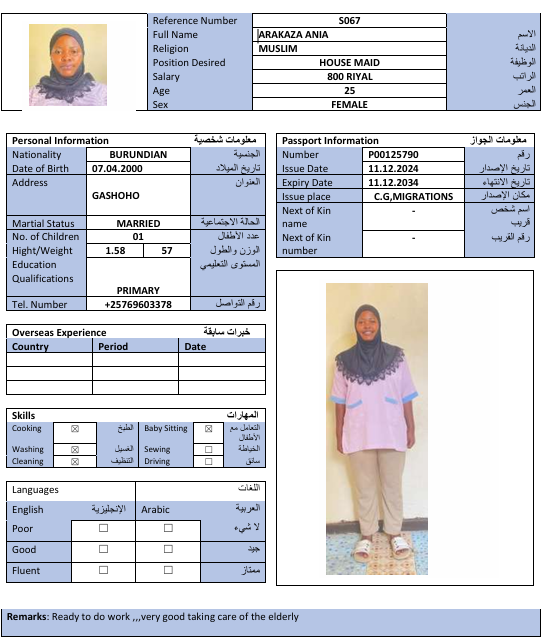 Reference Number S067
Full Name ARAKAZA ANIA الاسم
Religion MUSLIM الديانة
Position Desired HOUSE MAID الوظيفة
Salary 800 RIYAL الراتب
Age 25 العمر
Sex FEMALE الجنس
Personal Information معلومات شخصية
Nationality BURUNDIAN الجنسية
Date of Birth 07.04.2000 تاريخ الميلاد
Address GASHOHO العنوان
Martial Status MARRIED الحالة الاجتماعية
No. of Children 01 عدد الأطفال
Hight/Weight 1.58 57 الوزن والطول
Education المستوى التعليمي
Qualifications
PRIMARY
Tel. Number +25769603378 رقم التواصل
Passport Information معلومات الجواز
Number P00125790 رقم
Issue Date 11.12.2024 تاريخ الإصدار
Expiry Date 11.12.2034 تاريخ الانتهاء
Issue place C.G,MIGRATIONS مكان الإصدار
Next of Kin name - اسم شخص قريب
Next of Kin number - رقم القريب
Overseas Experience خبرات سابقة
Country Period Date
Skills المهارات
Cooking ☒ الطبخ Baby Sitting ☒ التعامل مع الأطفال
Washing ☒ الغسيل Sewing ☐ الخياطة
Cleaning ☒ التنظيف Driving ☐ سائق
Languages اللغات
English الإنجليزية Arabic العربية
Poor ☐ ☐ لا شيء
Good ☐ ☐ جيد
Fluent ☐ ☐ ممتاز
Remarks: Ready to do work ,,,very good taking care of the elderly